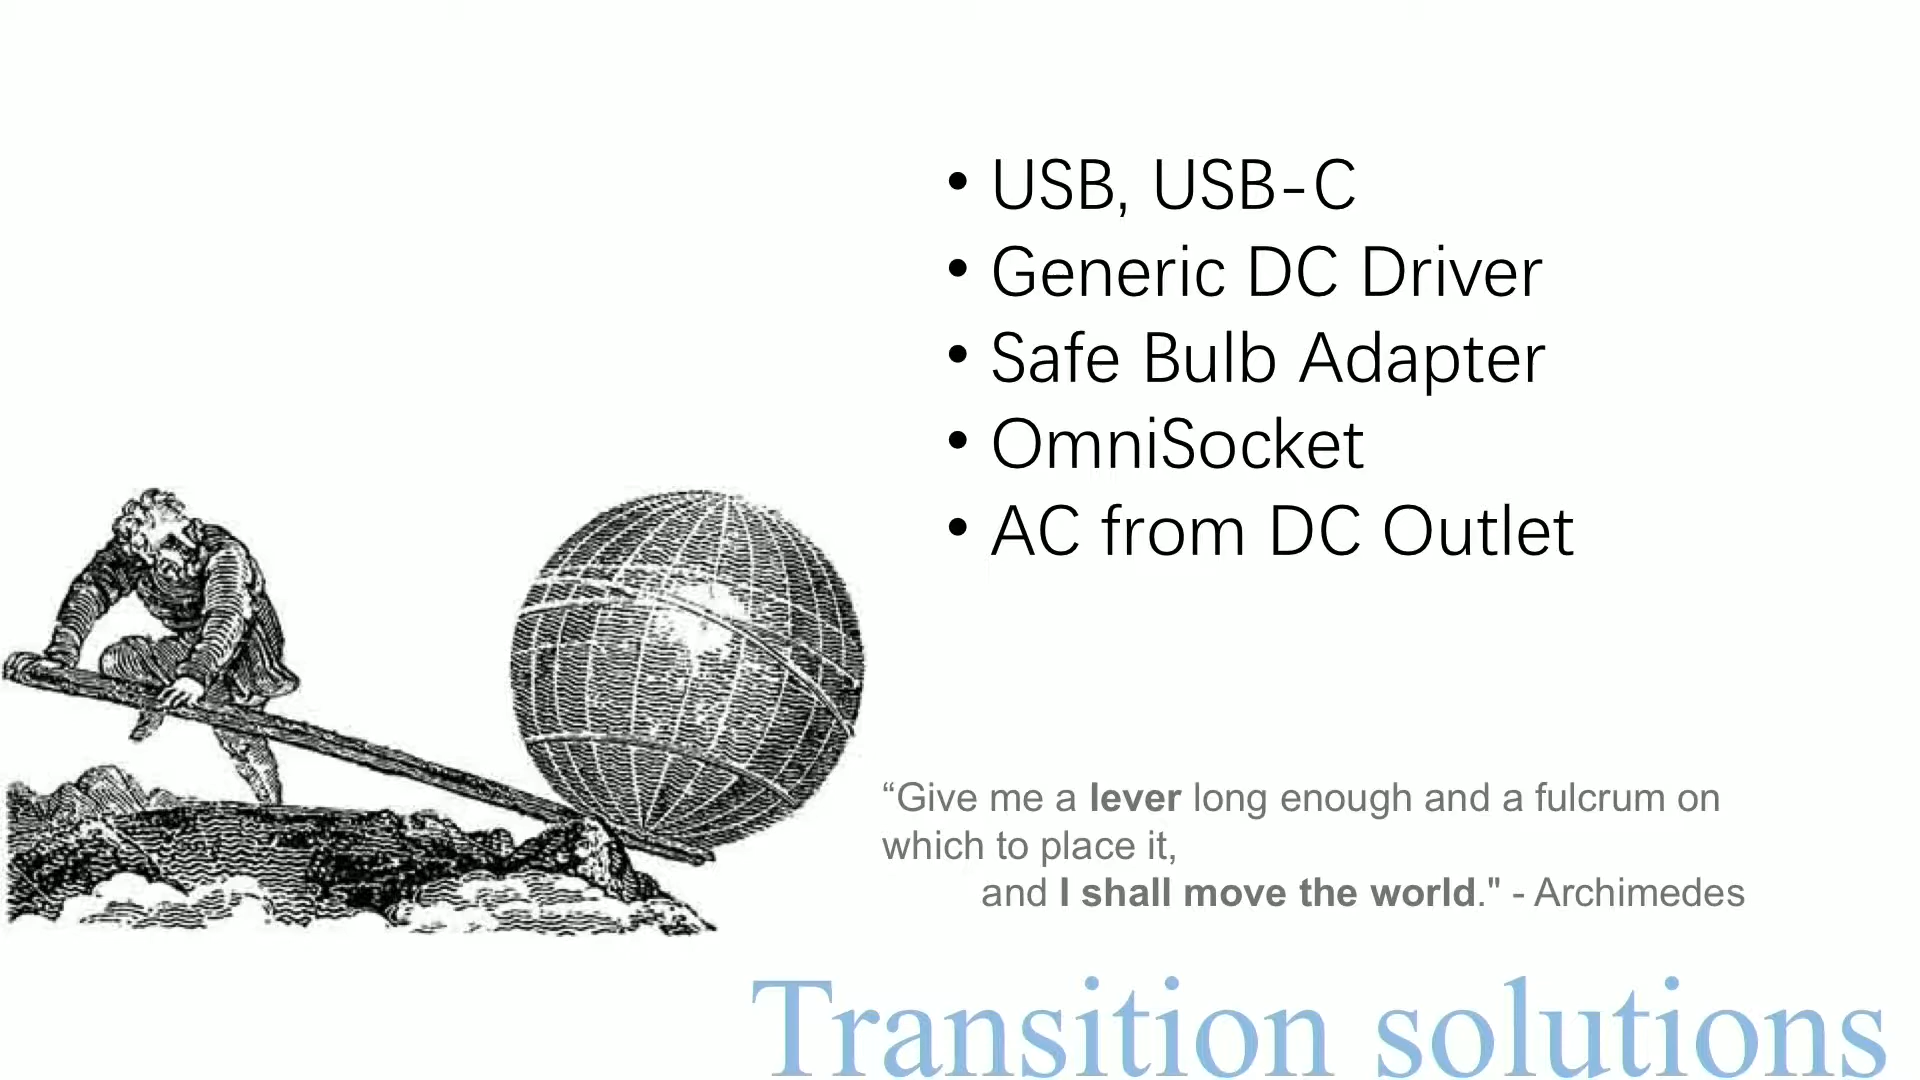 • USB, USB-C
• Generic DC Driver
• Safe Bulb Adapter
• OmniSocket
• AC from DC Outlet
“Give me a lever long enough and a fulcrum on
which to place it,
and I shall move the world." - Archimedes
Transition solutions